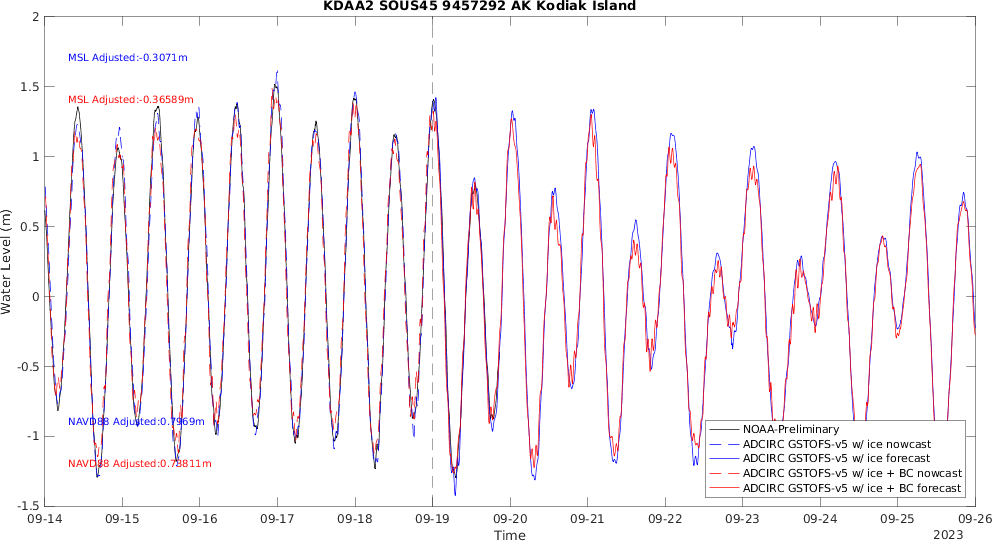 KDAA2 SOUS45 9457292 AK Kodiak Island
2
1.5
1
0.5
0
-0.5
-1
-1.5
Water Level (m)
MSL Adjusted:-0.3071m
MSL Adjusted:-0.36589m
NAVD88 Adjusted:0.7969m
NAVD88 Adjusted:0.73811m
NOAA-Preliminary
ADCIRC GSTOFS-v5 w/ ice nowcast
ADCIRC GSTOFS-v5 w/ ice forecast
ADCIRC GSTOFS-v5 w/ ice + BC nowcast
ADCIRC GSTOFS-v5 w/ ice + BC forecast
09-14 09-15 09-16 09-17 09-18 09-19 09-20 09-21 09-22 09-23 09-24 09-25 09-26
Time
2023